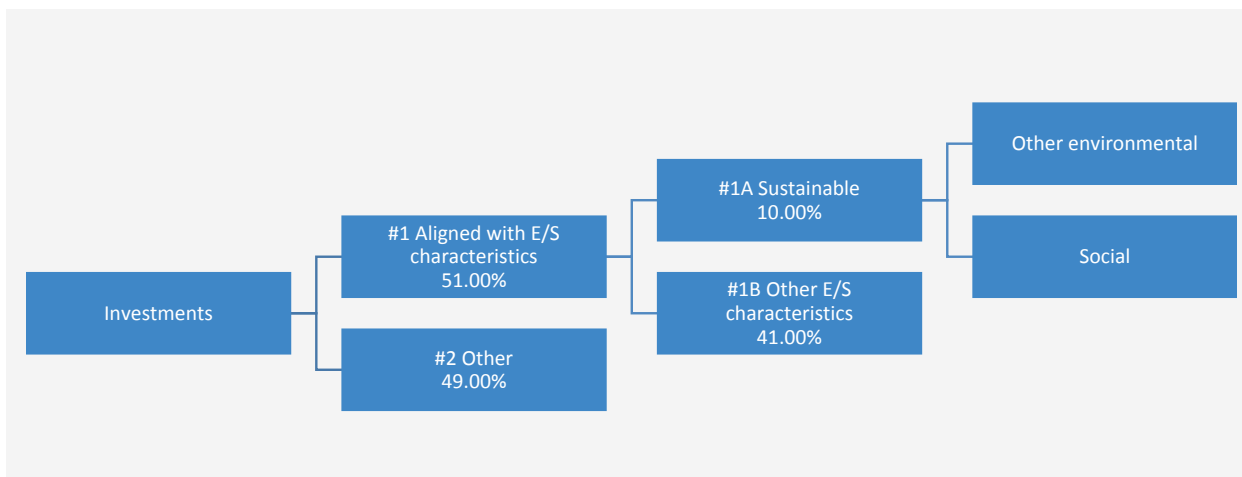 Investments
#1 Aligned with E/S
characteristics
51.00%
#2 Other
49.00%
#1A Sustainable
10.00%
#1B Other E/S
characteristics
41.00%
Other environmental
Social